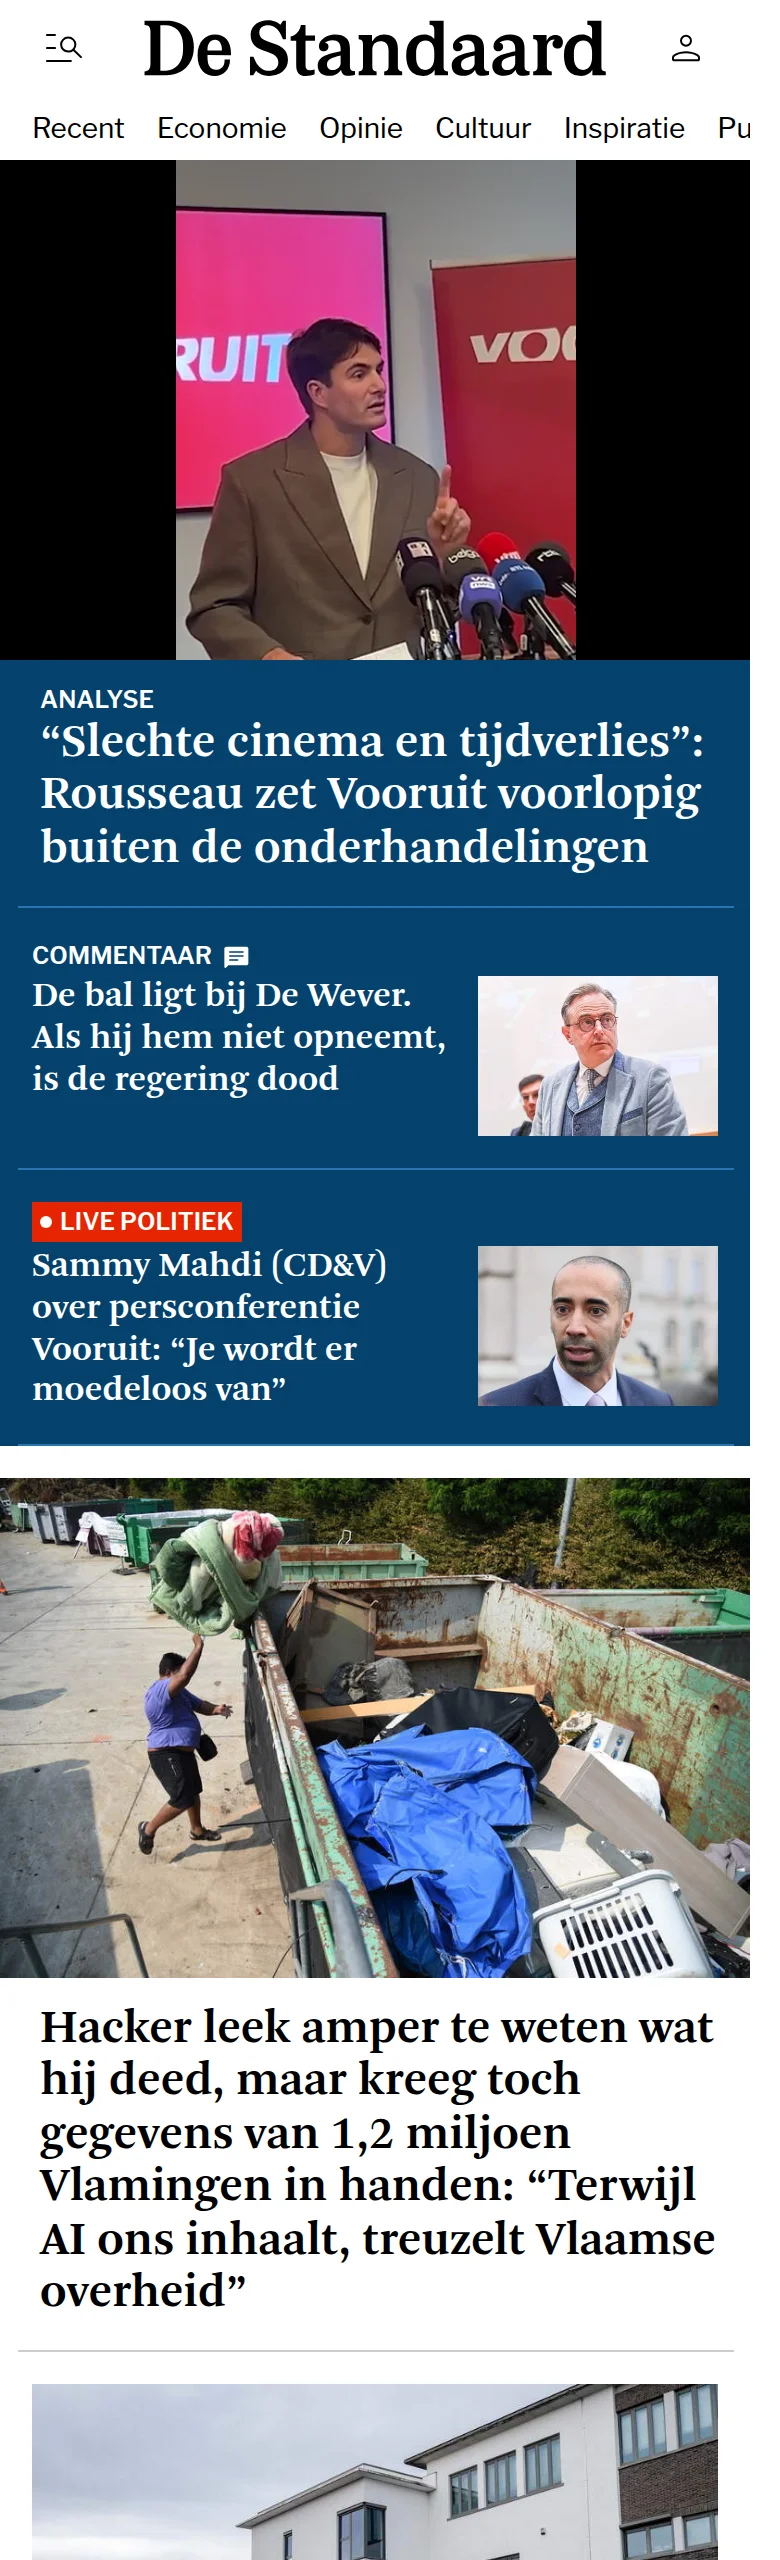 De Standaard
Recent Economie Opinie Cultuur Inspiratie Pu
RUIT
VOO
belga
vrt
nws
rtbf
ANALYSE
“Slechte cinema en tijdverlies”:
Rousseau zet Vooruit voorlopig
buiten de onderhandelingen
COMMENTAAR
De bal ligt bij De Wever.
Als hij hem niet opneemt,
is de regering dood
LIVE POLITIEK
Sammy Mahdi (CD&V)
over persconferentie
Vooruit: “Je wordt er
moedeloos van”
Hacker leek amper te weten wat
hij deed, maar kreeg toch
gegevens van 1,2 miljoen
Vlamingen in handen: “Terwijl
AI ons inhaalt, treuzelt Vlaamse
overheid”